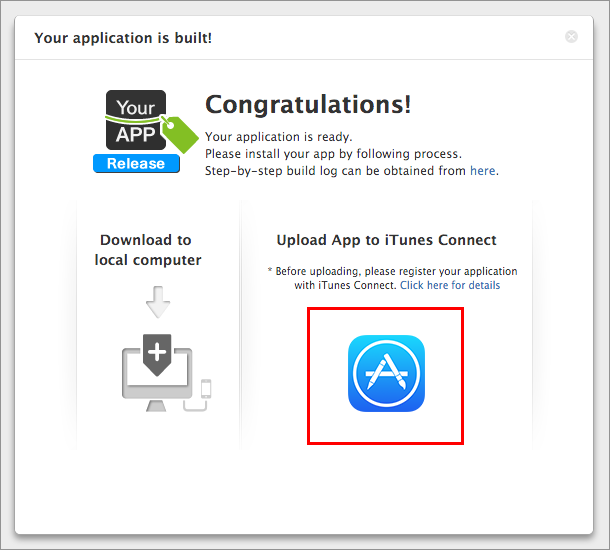 Your application is built!
Your
APP
Release
Congratulations!
Your application is ready.
Please install your app by following process.
Step-by-step build log can be obtained from here.
Download to
local computer
Upload App to iTunes Connect
* Before uploading, please register your application
with iTunes Connect. Click here for details